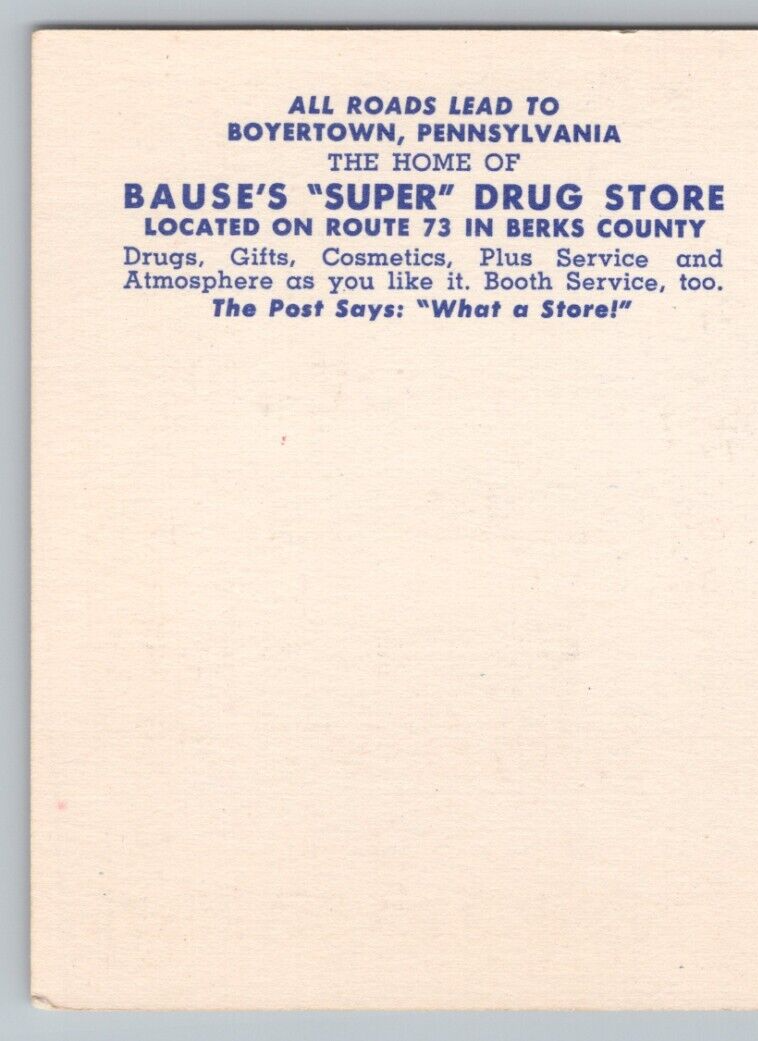 ALL ROADS LEAD TO
BOYERTOWN, PENNSYLVANIA
THE HOME OF
BAUSE'S "SUPER" DRUG STORE
LOCATED ON ROUTE 73 IN BERKS COUNTY
Drugs, Gifts, Cosmetics, Plus Service and
Atmosphere as you like it. Booth Service, too.
The Post Says: "What a Store!"